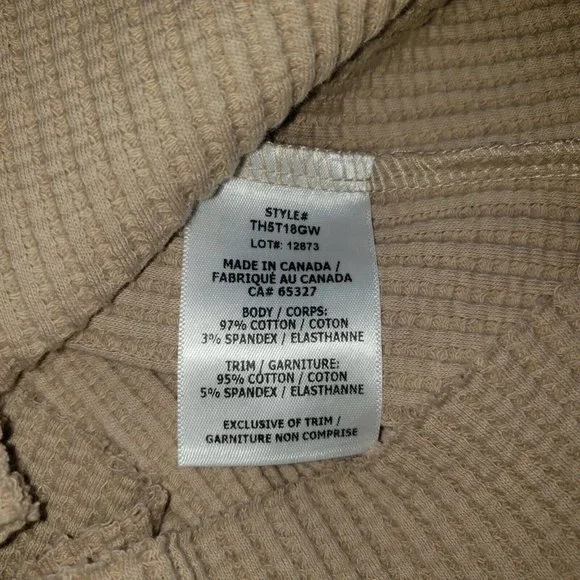 STYLE#
TH5T18GW
LOT#: 12873
MADE IN CANADA /
FABRIQUÉ AU CANADA
CA# 65327
BODY / CORPS:
97% COTTON / COTON
3% SPANDEX / ELASTHANNE
TRIM / GARNITURE:
95% COTTON / COTON
5% SPANDEX / ELASTHANNE
EXCLUSIVE OF TRIM /
GARNITURE NON COMPRISE